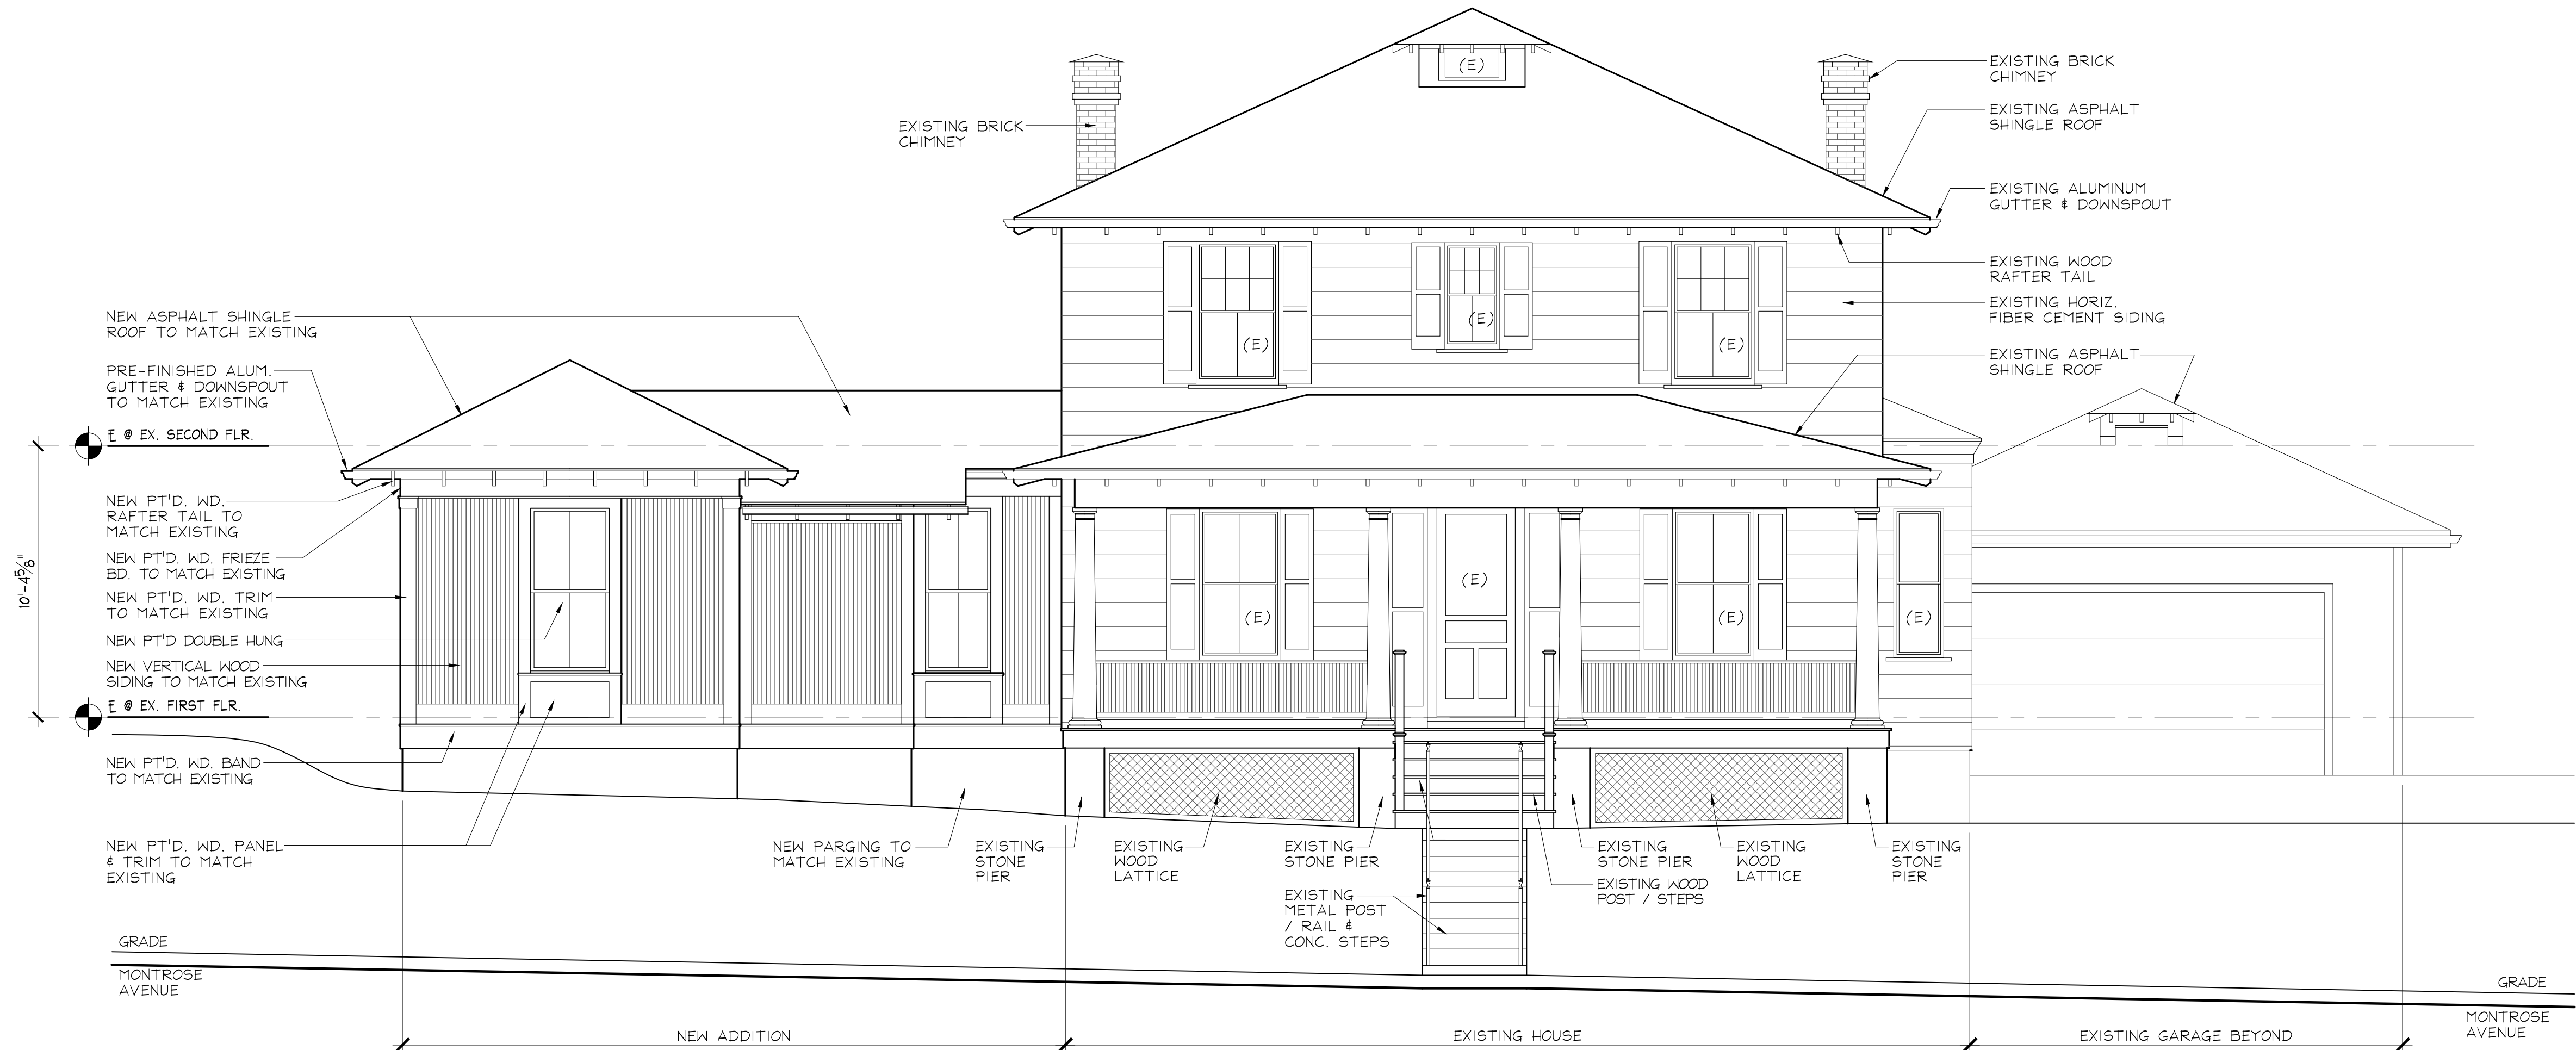 (E)
EXISTING BRICK
CHIMNEY
EXISTING BRICK
CHIMNEY
EXISTING ASPHALT
SHINGLE ROOF
EXISTING ALUMINUM
GUTTER & DOWNSPOUT
EXISTING WOOD
RAFTER TAIL
EXISTING HORIZ.
FIBER CEMENT SIDING
EXISTING ASPHALT
SHINGLE ROOF
(E)
(E)
(E)
NEW ASPHALT SHINGLE
ROOF TO MATCH EXISTING
PRE-FINISHED ALUM.
GUTTER & DOWNSPOUT
TO MATCH EXISTING
FL @ EX. SECOND FLR.
NEW PT'D. WD.
RAFTER TAIL TO
MATCH EXISTING
NEW PT'D. WD. FRIEZE
BD. TO MATCH EXISTING
10'-4⅝"
NEW PT'D. WD. TRIM
TO MATCH EXISTING
NEW PT'D DOUBLE HUNG
NEW VERTICAL WOOD
SIDING TO MATCH EXISTING
FL @ EX. FIRST FLR.
(E)
(E)
(E)
(E)
NEW PT'D. WD. BAND
TO MATCH EXISTING
NEW PT'D. WD. PANEL
& TRIM TO MATCH
EXISTING
NEW PARGING TO
MATCH EXISTING
EXISTING
STONE
PIER
EXISTING
WOOD
LATTICE
EXISTING
STONE PIER
EXISTING
METAL POST
/ RAIL &
CONC. STEPS
EXISTING
STONE PIER
EXISTING WOOD
POST / STEPS
EXISTING
WOOD
LATTICE
EXISTING
STONE
PIER
GRADE
MONTROSE
AVENUE
GRADE
MONTROSE
AVENUE
NEW ADDITION
EXISTING HOUSE
EXISTING GARAGE BEYOND